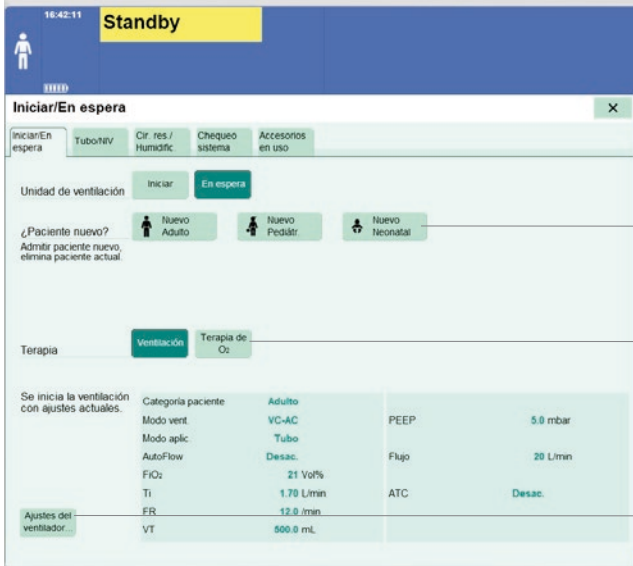 16:42:11
Standby
Iniciar/En espera
Iniciar/En
espera
Tubo/NIV
Cir. res./
Humidific.
Chequeo
sistema
Accesorios
en uso
Unidad de ventilación
Iniciar
En espera
¿Paciente nuevo?
Admitir paciente nuevo,
elimina paciente actual.
Nuevo
Adulto
Nuevo
Pediátr.
Nuevo
Neonatal
Terapia
Ventilación
Terapia de
O2
Se inicia la ventilación
con ajustes actuales.
Categoría paciente Adulto
Modo vent. VC-AC PEEP 5.0 mbar
Modo aplic. Tubo
AutoFlow Desac. Flujo 20 L/min
FiO2 21 Vol%
Ti 1.70 L/min ATC Desac.
FR 12.0 /min
VT 500.0 mL
Ajustes del
ventilador...